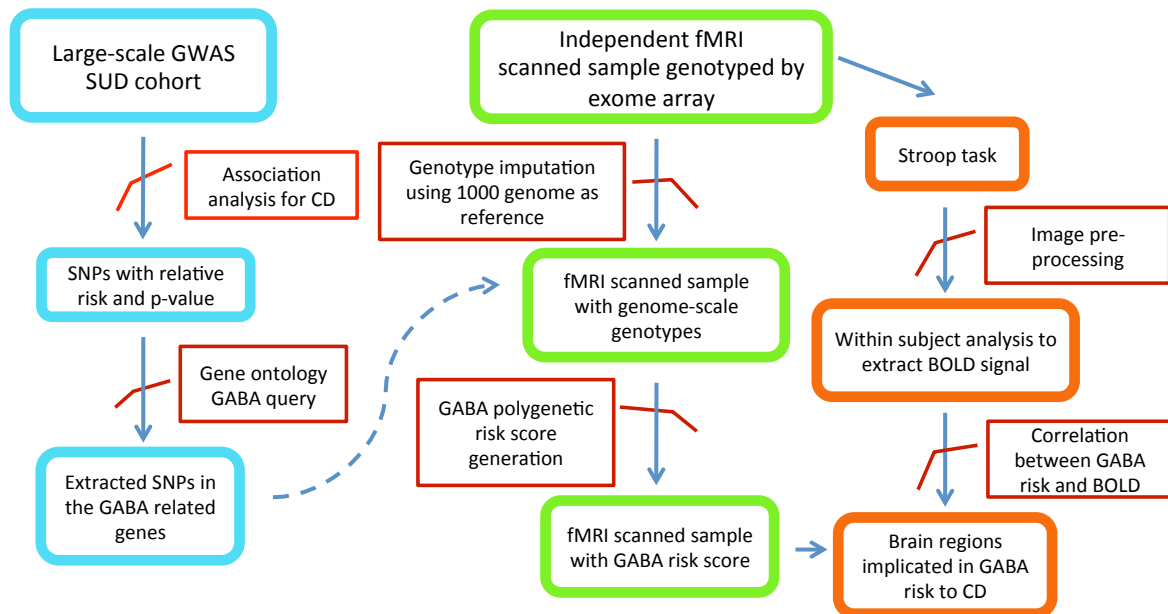 Large-scale GWAS
SUD cohort
Association
analysis for CD
SNPs with relative
risk and p-value
Gene ontology
GABA query
Extracted SNPs in
the GABA related
genes
Independent fMRI
scanned sample genotyped by
exome array
Genotype imputation
using 1000 genome as
reference
fMRI scanned sample
with genome-scale
genotypes
GABA polygenetic
risk score
generation
fMRI scanned sample
with GABA risk score
Stroop task
Image pre-
processing
Within subject analysis to
extract BOLD signal
Correlation
between GABA
risk and BOLD
Brain regions
implicated in GABA
risk to CD